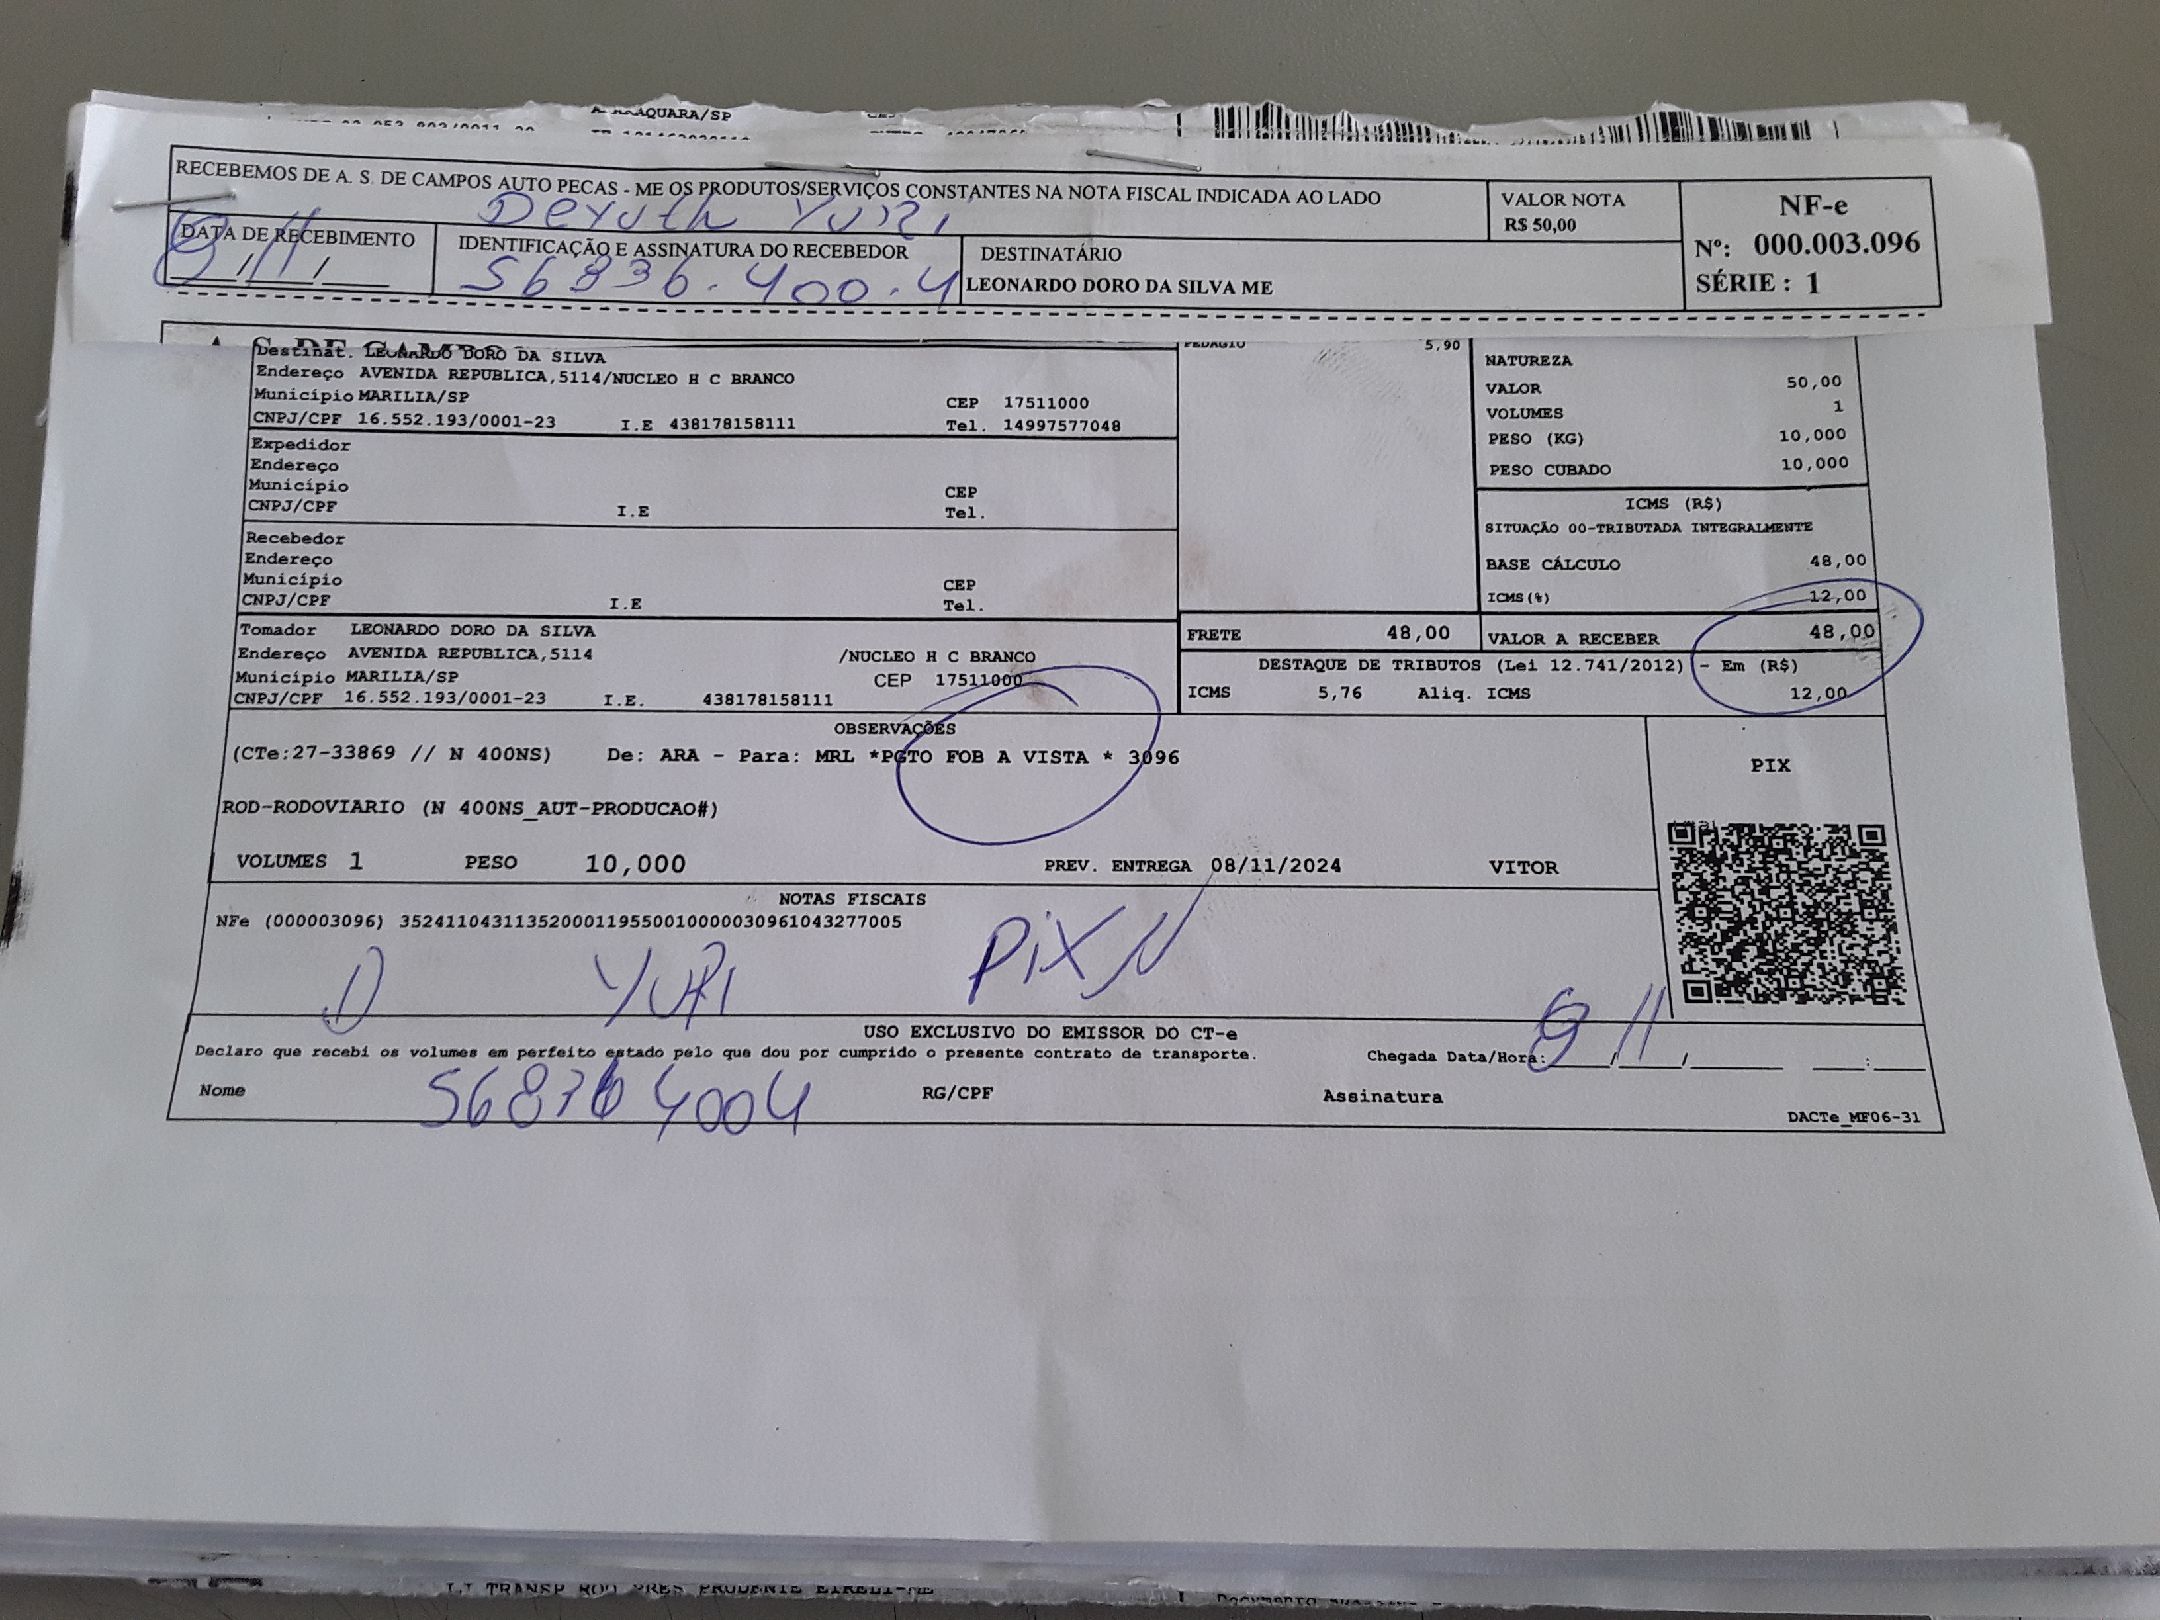 RECEBEMOS DE A. S. DE CAMPOS AUTO PECAS - ME OS PRODUTOS/SERVIÇOS CONSTANTES NA NOTA FISCAL INDICADA AO LADO
VALOR NOTA
R$ 50,00
NF-e
Nº: 000.003.096
SÉRIE : 1
YURI
DATA DE RECEBIMENTO
IDENTIFICAÇÃO E ASSINATURA DO RECEBEDOR
56836.400.4
DESTINATÁRIO
LEONARDO DORO DA SILVA ME
Destinat. LEONARDO DORO DA SILVA
Endereço AVENIDA REPUBLICA,5114/NUCLEO H C BRANCO
Município MARILIA/SP CEP 17511000
CNPJ/CPF 16.552.193/0001-23 I.E 438178158111 Tel. 14997577048
Expedidor
Endereço
Município CEP
CNPJ/CPF I.E Tel.
Recebedor
Endereço
Município CEP
CNPJ/CPF I.E Tel.
Tomador LEONARDO DORO DA SILVA
Endereço AVENIDA REPUBLICA,5114 /NUCLEO H C BRANCO
Município MARILIA/SP CEP 17511000
CNPJ/CPF 16.552.193/0001-23 I.E. 438178158111
PEDAGIO 5,90
NATUREZA
VALOR 50,00
VOLUMES 1
PESO (KG) 10,000
PESO CUBADO 10,000
ICMS (R$)
SITUAÇÃO 00-TRIBUTADA INTEGRALMENTE
BASE CÁLCULO 48,00
ICMS(%) 12,00
FRETE 48,00 VALOR A RECEBER 48,00
DESTAQUE DE TRIBUTOS (Lei 12.741/2012) - Em (R$)
ICMS 5,76 Aliq. ICMS 12,00
OBSERVAÇÕES
(CTe:27-33869 // N 400NS) De: ARA - Para: MRL *PGTO FOB A VISTA * 3096
ROD-RODOVIARIO (N 400NS_AUT-PRODUCAO#)
VOLUMES 1 PESO 10,000 PREV. ENTREGA 08/11/2024 VITOR
PIX
NOTAS FISCAIS
NFe (000003096) 35241104311352000119550010000030961043277005
D YURI PIX
USO EXCLUSIVO DO EMISSOR DO CT-e
Declaro que recebi os volumes em perfeito estado pelo que dou por cumprido o presente contrato de transporte.
Chegada Data/Hora: 8 11
Nome 568364004 RG/CPF Assinatura
DACTe_MF06-31